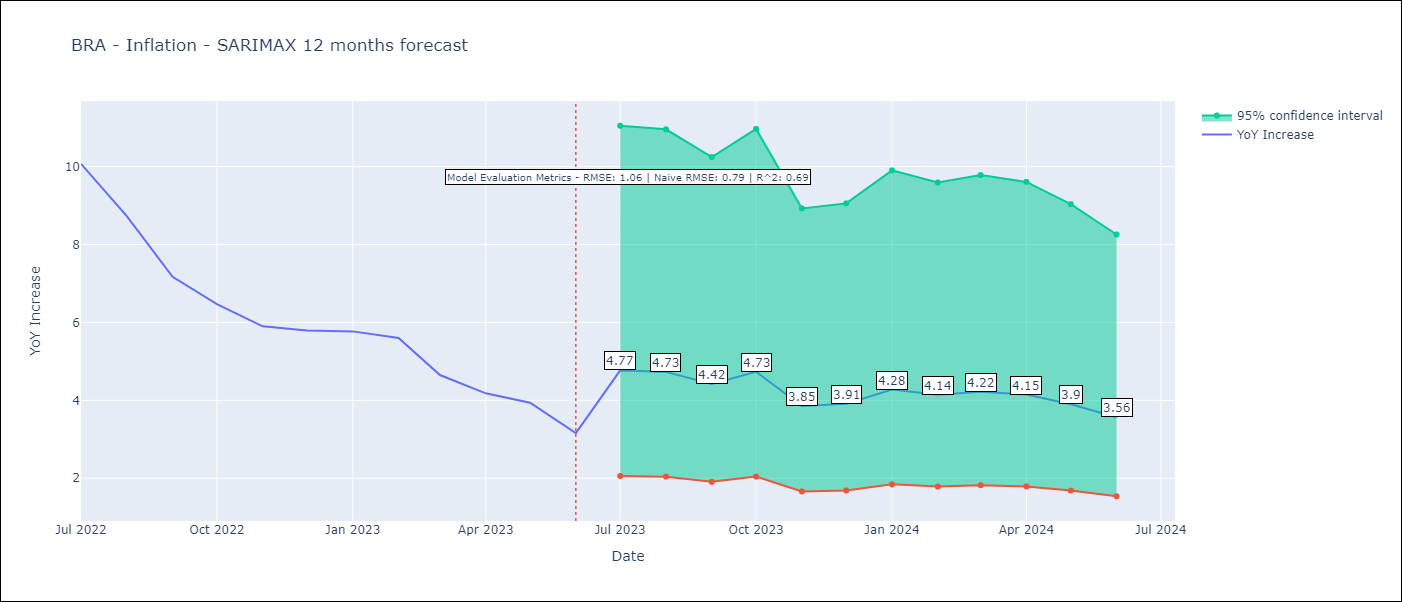 BRA - Inflation - SARIMAX 12 months forecast
95% confidence interval
YoY Increase
Model Evaluation Metrics - RMSE: 1.06 | Naive RMSE: 0.79 | R^2: 0.69
YoY Increase
10
8
6
4
2
4.77
4.73
4.42
4.73
3.85
3.91
4.28
4.14
4.22
4.15
3.9
3.56
Jul 2022
Oct 2022
Jan 2023
Apr 2023
Jul 2023
Oct 2023
Jan 2024
Apr 2024
Jul 2024
Date